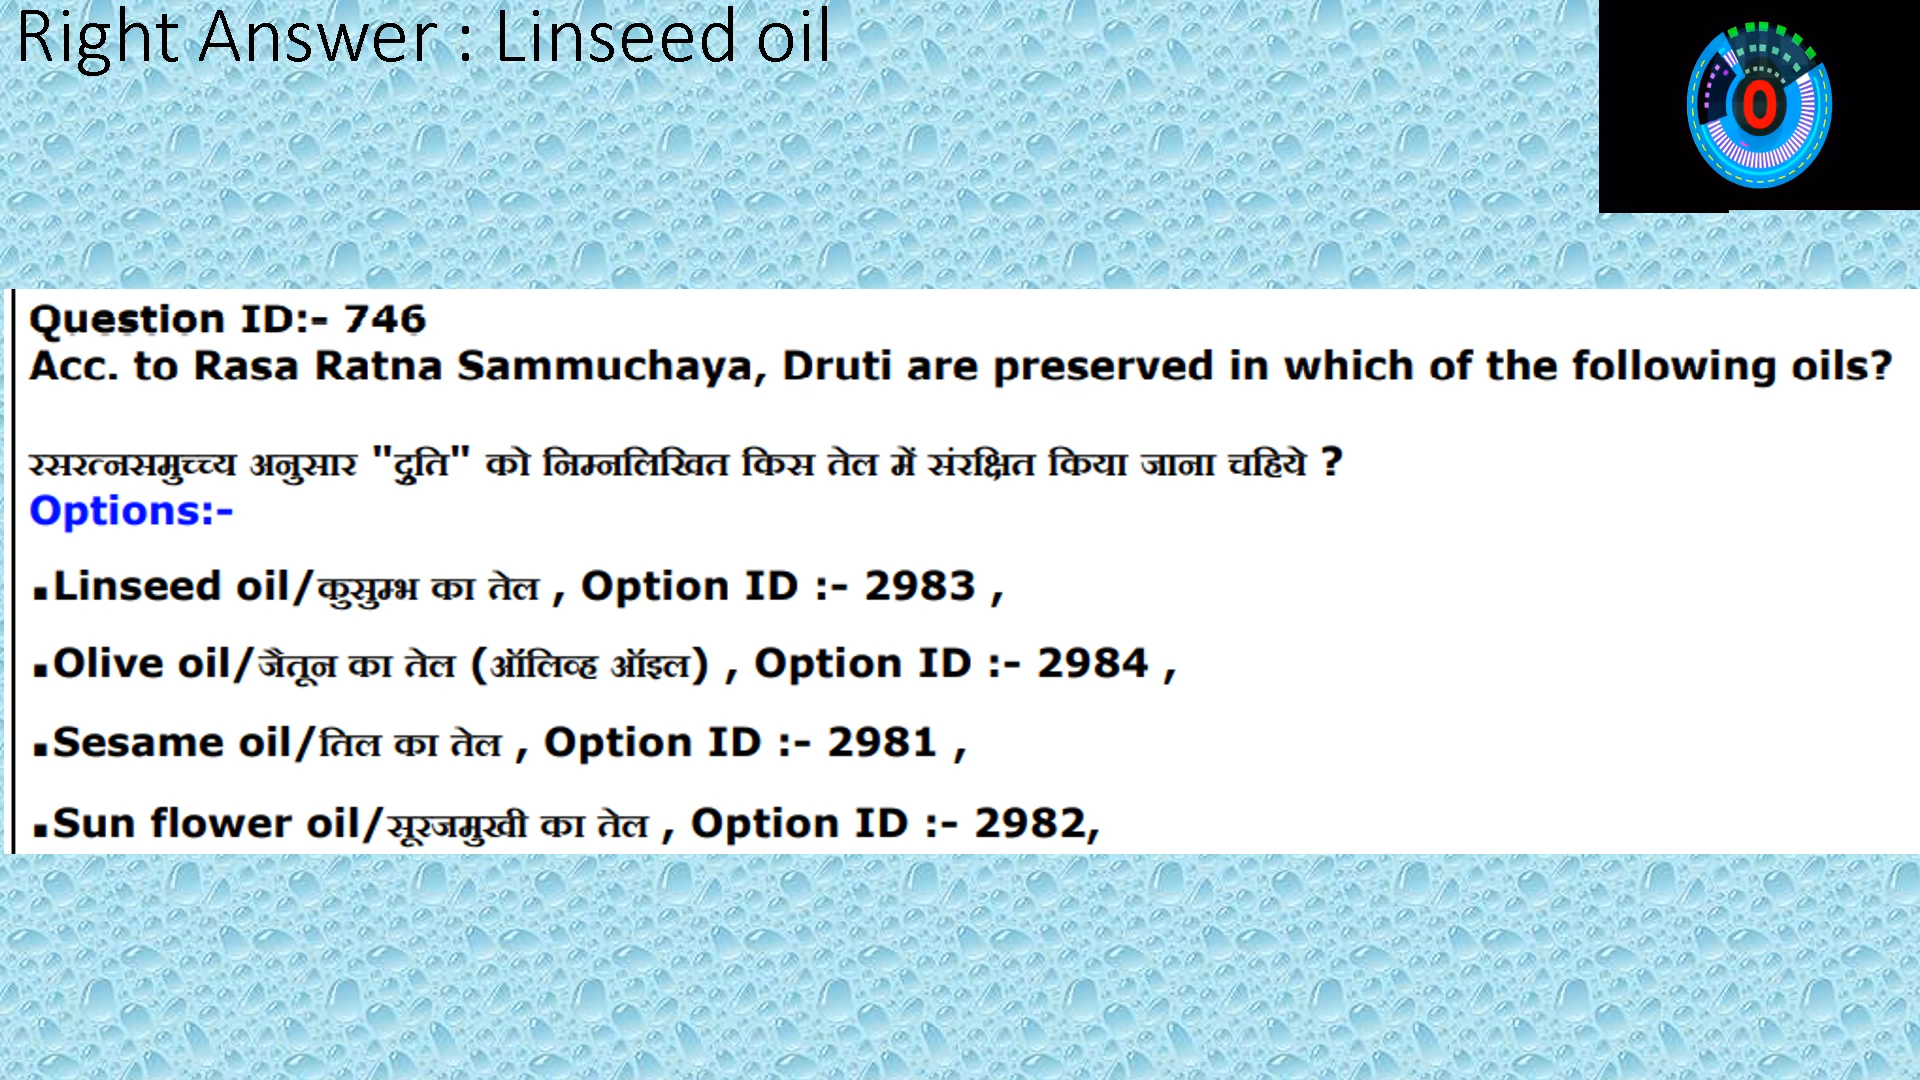 Right Answer : Linseed oil
0
Question ID:- 746
Acc. to Rasa Ratna Sammuchaya, Druti are preserved in which of the following oils?
रसरत्नसमुच्च्य अनुसार "द्रुति" को निम्नलिखित किस तेल में संरक्षित किया जाना चहिये ?
Options:-
▪Linseed oil/कुसुम्भ का तेल , Option ID :- 2983 ,
▪Olive oil/जैतून का तेल (ऑलिव्ह ऑइल) , Option ID :- 2984 ,
▪Sesame oil/तिल का तेल , Option ID :- 2981 ,
▪Sun flower oil/सूरजमुखी का तेल , Option ID :- 2982,